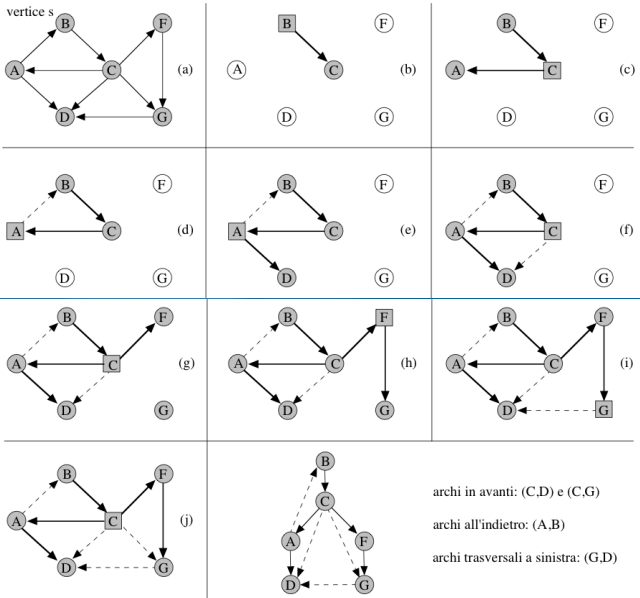 vertice s
B F
A C (a)
D G
B F
A C (b)
D G
B F
A C (c)
D G
B F
A C (d)
D G
B F
A C (e)
D G
B F
A C (f)
D G
B F
A C (g)
D G
B F
A C (h)
D G
B F
A C (i)
D G
B F
A C (j)
D G
B
C
A F
D G
archi in avanti: (C,D) e (C,G)
archi all'indietro: (A,B)
archi trasversali a sinistra: (G,D)